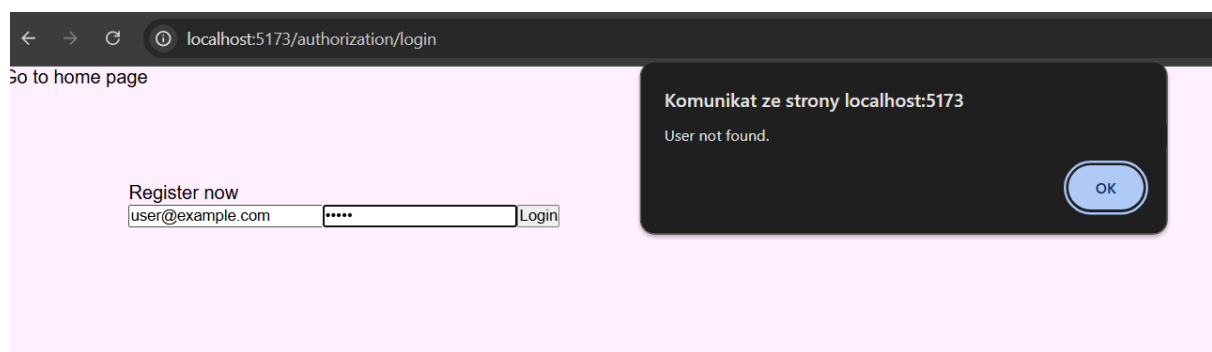 localhost:5173/authorization/login
Go to home page
Komunikat ze strony localhost:5173
User not found.
OK
Register now
user@example.com ••••• Login